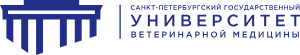 САНКТ-ПЕТЕРБУРГСКИЙ ГОСУДАРСТВЕННЫЙ
УНИВЕРСИТЕТ
ВЕТЕРИНАРНОЙ МЕДИЦИНЫ